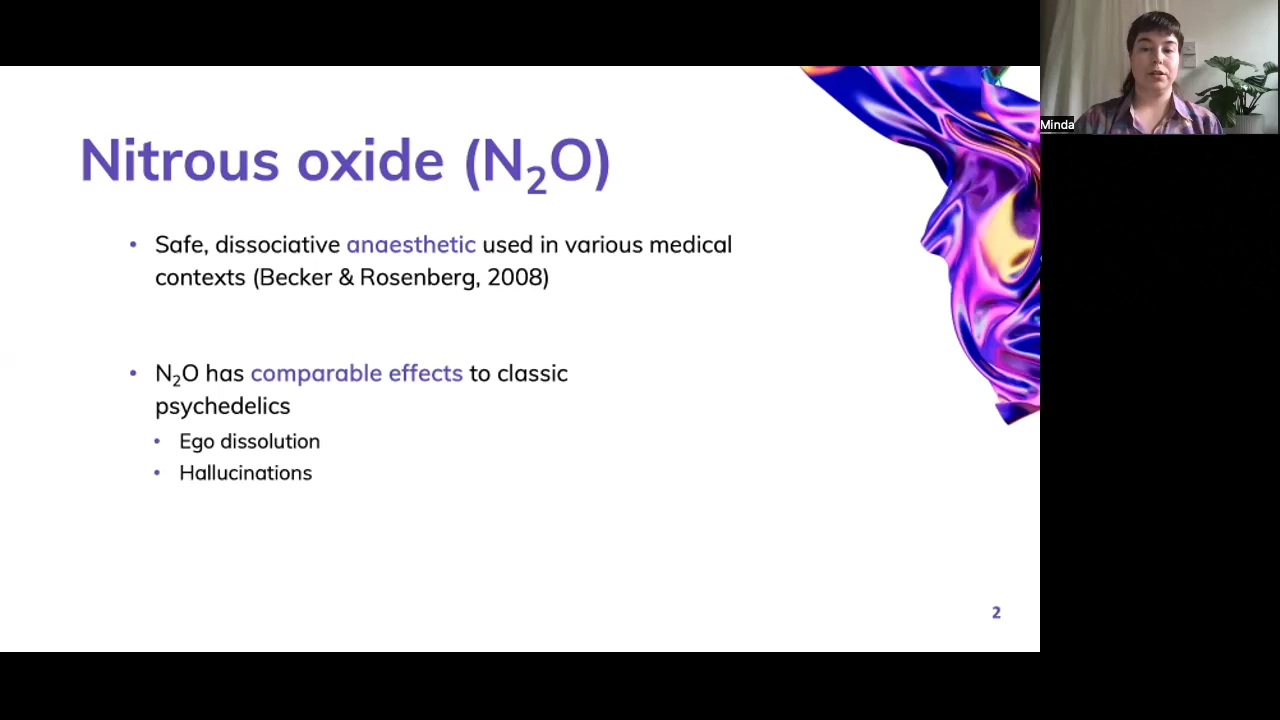 Nitrous oxide (N₂O)
• Safe, dissociative anaesthetic used in various medical
contexts (Becker & Rosenberg, 2008)
• N₂O has comparable effects to classic
psychedelics
• Ego dissolution
• Hallucinations
2
Minda